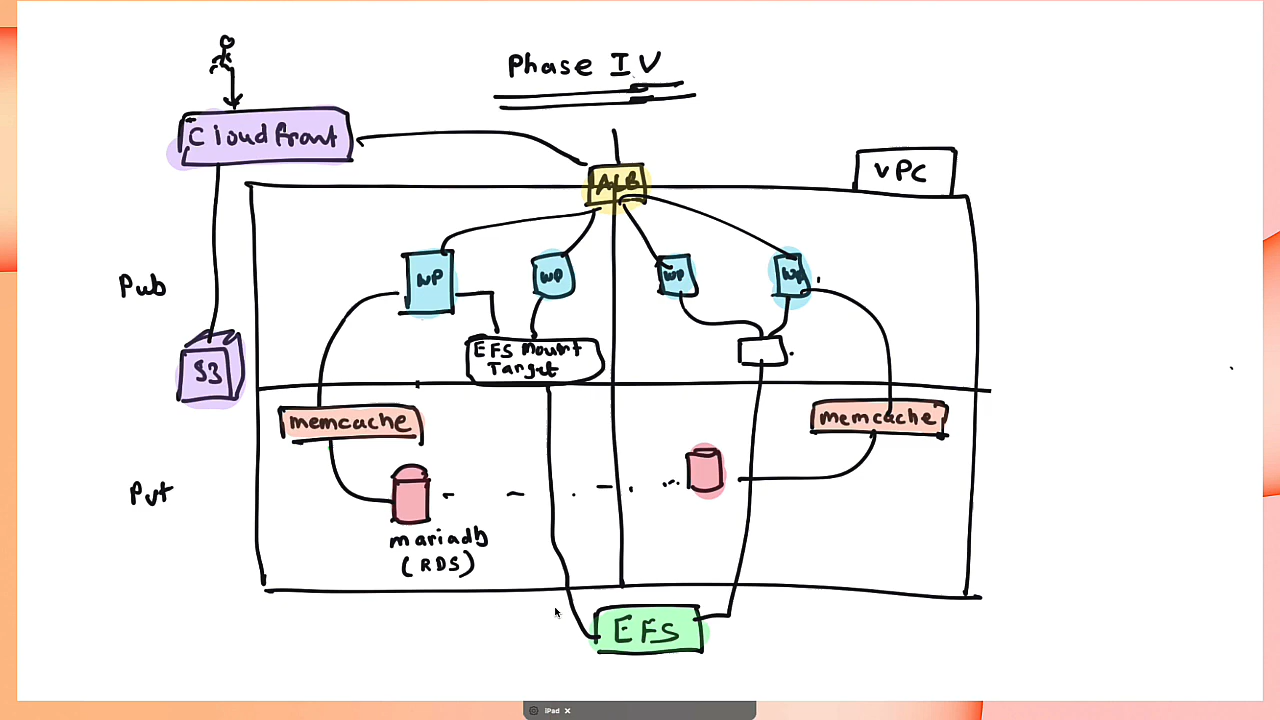 Phase IV
Cloudfront
ALB
VPC
WP
WP
WP
WP
Pub
EFS Mount
Target
S3
memcache
memcache
Pvt
mariadb
(RDS)
EFS
iPad